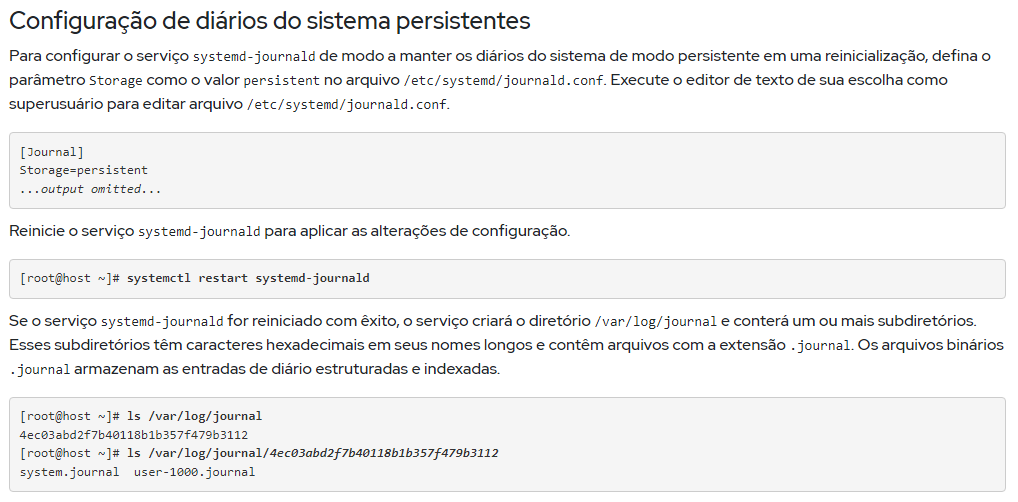 Configuração de diários do sistema persistentes
Para configurar o serviço systemd-journald de modo a manter os diários do sistema de modo persistente em uma reinicialização, defina o
parâmetro Storage como o valor persistent no arquivo /etc/systemd/journald.conf. Execute o editor de texto de sua escolha como
superusuário para editar arquivo /etc/systemd/journald.conf.
[Journal]
Storage=persistent
...output omitted...
Reinicie o serviço systemd-journald para aplicar as alterações de configuração.
[root@host ~]# systemctl restart systemd-journald
Se o serviço systemd-journald for reiniciado com êxito, o serviço criará o diretório /var/log/journal e conterá um ou mais subdiretórios.
Esses subdiretórios têm caracteres hexadecimais em seus nomes longos e contêm arquivos com a extensão .journal. Os arquivos binários
.journal armazenam as entradas de diário estruturadas e indexadas.
[root@host ~]# ls /var/log/journal
4ec03abd2f7b40118b1b357f479b3112
[root@host ~]# ls /var/log/journal/4ec03abd2f7b40118b1b357f479b3112
system.journal  user-1000.journal